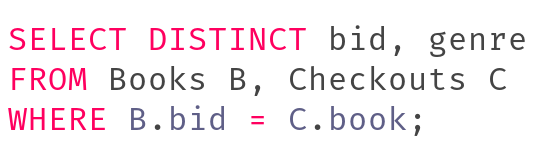 SELECT DISTINCT bid, genre
FROM Books B, Checkouts C
WHERE B.bid = C.book;